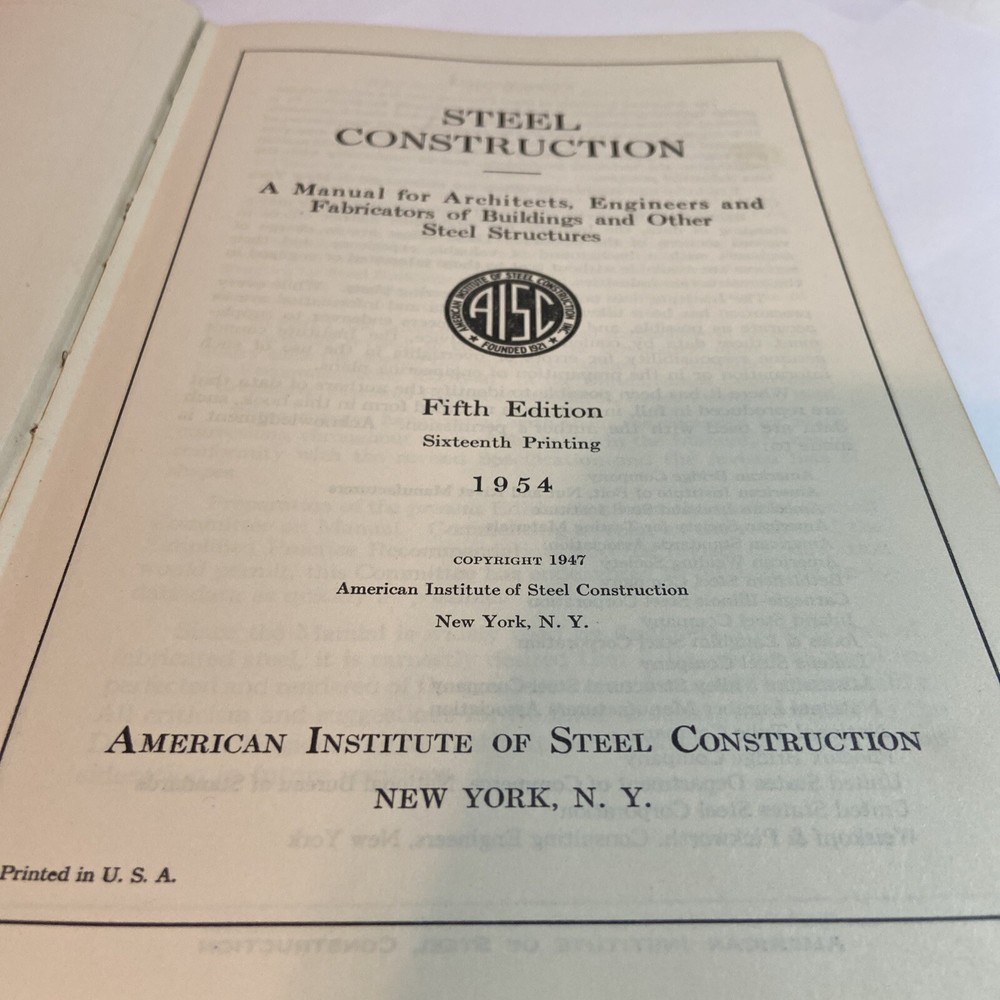 STEEL
CONSTRUCTION
A Manual for Architects, Engineers and
Fabricators of Buildings and Other
Steel Structures
AMERICAN INSTITUTE OF STEEL CONSTRUCTION INC.
AISC
★ FOUNDED 1921 ★
Fifth Edition
Sixteenth Printing
1954
COPYRIGHT 1947
American Institute of Steel Construction
New York, N. Y.
AMERICAN INSTITUTE OF STEEL CONSTRUCTION
NEW YORK, N. Y.
Printed in U. S. A.